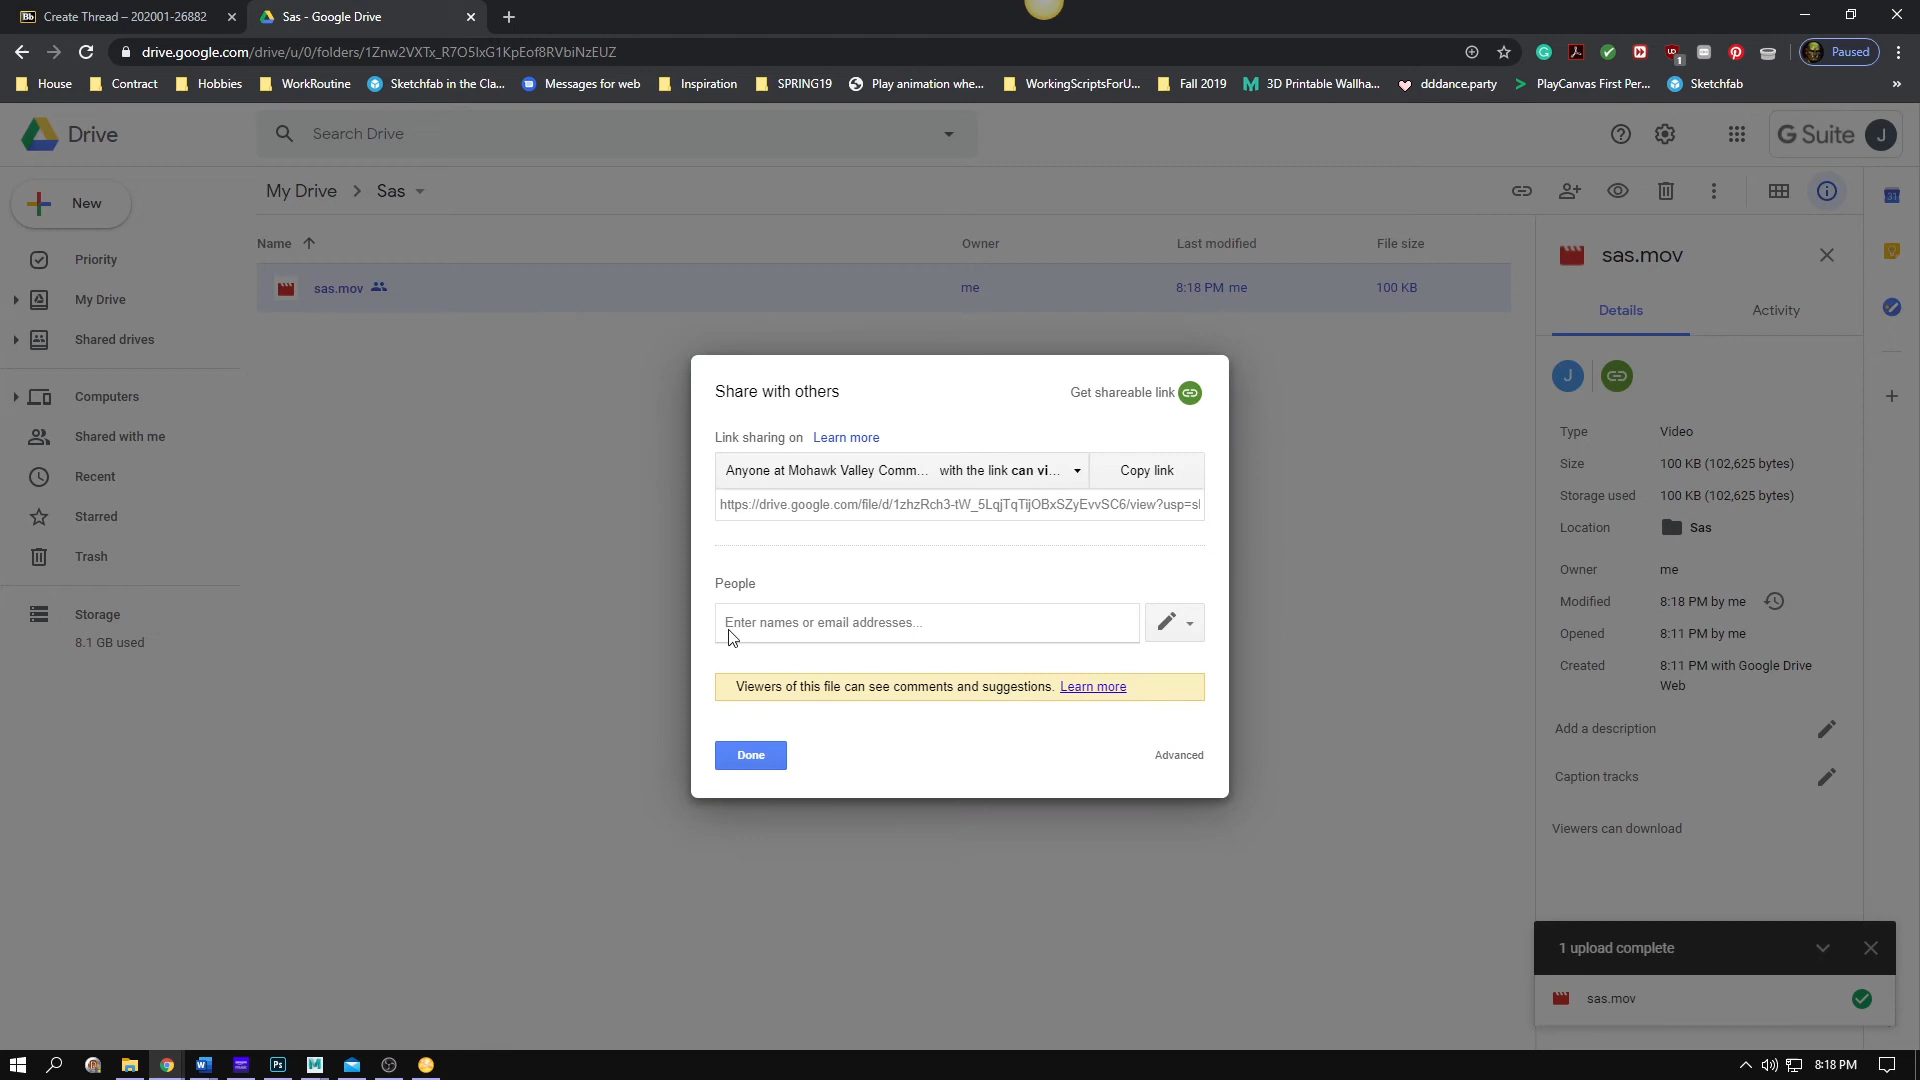 Bb Create Thread – 202001-26882
Sas - Google Drive
drive.google.com/drive/u/0/folders/1Znw2VXTx_R7O5IxG1KpEof8RVbiNzEUZ
1
Paused
House
Contract
Hobbies
WorkRoutine
Sketchfab in the Cla...
Messages for web
Inspiration
SPRING19
Play animation whe...
WorkingScriptsForU...
Fall 2019
3D Printable Wallha...
dddance.party
PlayCanvas First Per...
Sketchfab
»
Drive
Search Drive
G Suite
J
New
My Drive > Sas
31
Name
Owner
Last modified
File size
sas.mov
me
8:18 PM me
100 KB
Priority
My Drive
Shared drives
Computers
Shared with me
Recent
Starred
Trash
Storage
8.1 GB used
Share with others
Get shareable link
Link sharing on Learn more
Anyone at Mohawk Valley Comm... with the link can vi...
Copy link
https://drive.google.com/file/d/1zhzRch3-tW_5LqjTqTijOBxSZyEvvSC6/view?usp=sl
People
Enter names or email addresses...
Viewers of this file can see comments and suggestions. Learn more
Done
Advanced
sas.mov
Details
Activity
J
Type Video
Size 100 KB (102,625 bytes)
Storage used 100 KB (102,625 bytes)
Location Sas
Owner me
Modified 8:18 PM by me
Opened 8:11 PM by me
Created 8:11 PM with Google Drive
Web
Add a description
Caption tracks
Viewers can download
1 upload complete
sas.mov
W
Ps
M
8:18 PM